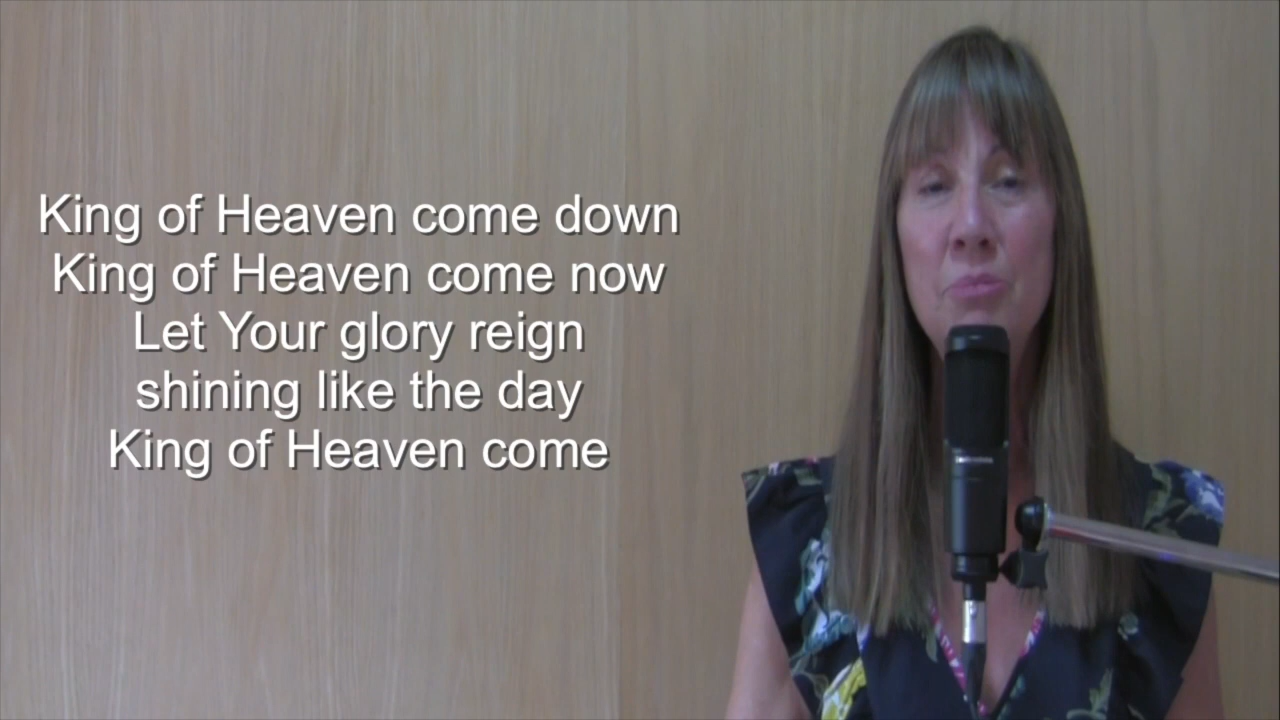 King of Heaven come down
King of Heaven come now
Let Your glory reign
shining like the day
King of Heaven come